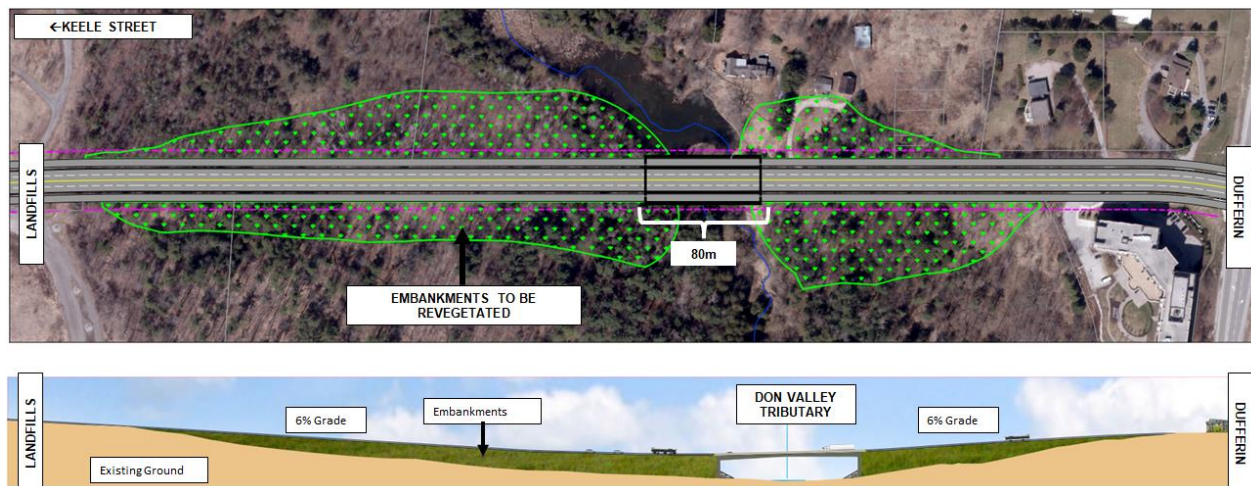 ←KEELE STREET
LANDFILLS
DUFFERIN
80m
EMBANKMENTS TO BE
REVEGETATED
LANDFILLS
6% Grade
Embankments
DON VALLEY
TRIBUTARY
6% Grade
DUFFERIN
Existing Ground